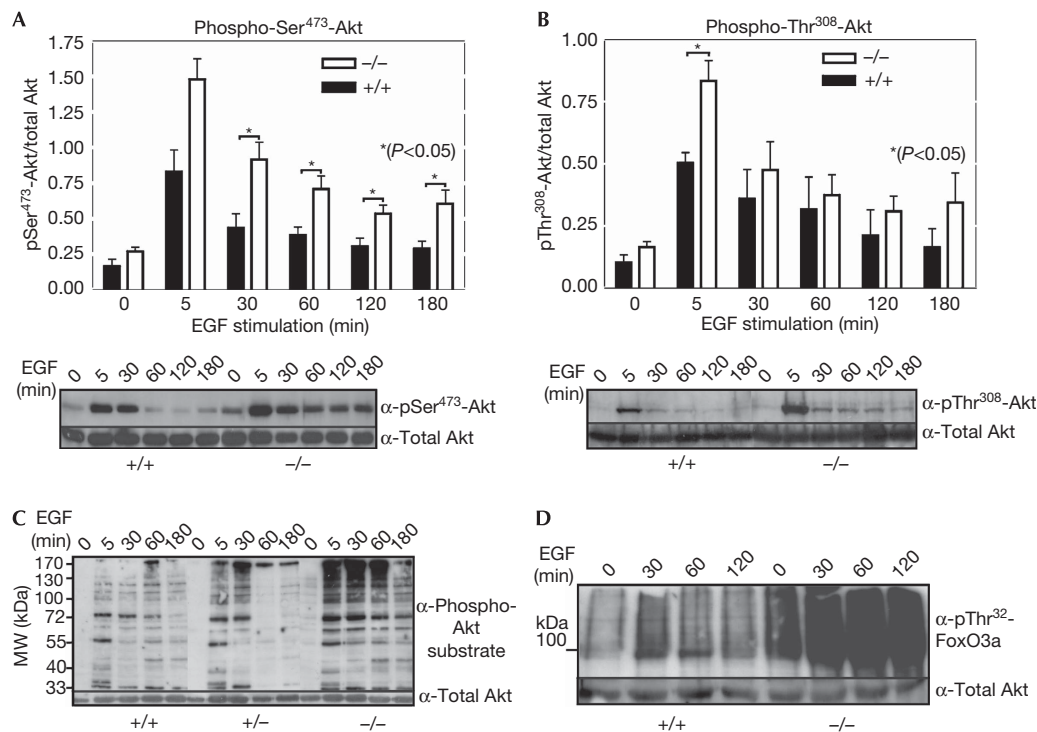 A
Phospho-Ser473-Akt
pSer473-Akt/total Akt
1.75
1.50
1.25
1.00
0.75
0.50
0.25
0.00
–/–
+/+
*(P<0.05)
* * * *
0 5 30 60 120 180
EGF stimulation (min)
EGF (min)
0 5 30 60 120 180 0 5 30 60 120 180
α-pSer473-Akt
α-Total Akt
+/+ –/–
B
Phospho-Thr308-Akt
pThr308-Akt/total Akt
1.00
0.75
0.50
0.25
0.00
*
–/–
+/+
*(P<0.05)
0 5 30 60 120 180
EGF stimulation (min)
EGF (min)
0 5 30 60 120 180 0 5 30 60 120 180
α-pThr308-Akt
α-Total Akt
+/+ –/–
C
EGF (min)
0 5 30 60 180 0 5 30 60 180 0 5 30 60 180
MW (kDa)
170
130
100
72
55
40
33
α-Phospho-
Akt
substrate
α-Total Akt
+/+ +/– –/–
D
EGF (min)
0 30 60 120 0 30 60 120
kDa
100
α-pThr32-
FoxO3a
α-Total Akt
+/+ –/–